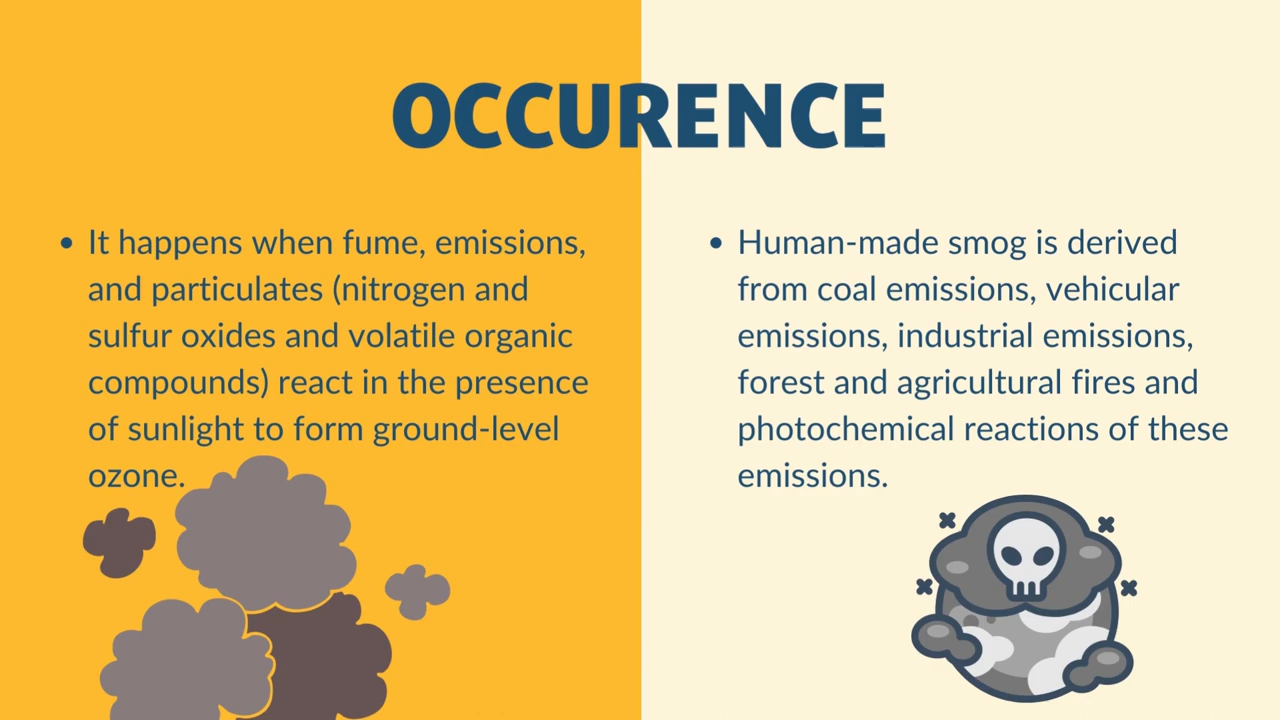 OCCURENCE
• It happens when fume, emissions,
and particulates (nitrogen and
sulfur oxides and volatile organic
compounds) react in the presence
of sunlight to form ground-level
ozone.
• Human-made smog is derived
from coal emissions, vehicular
emissions, industrial emissions,
forest and agricultural fires and
photochemical reactions of these
emissions.